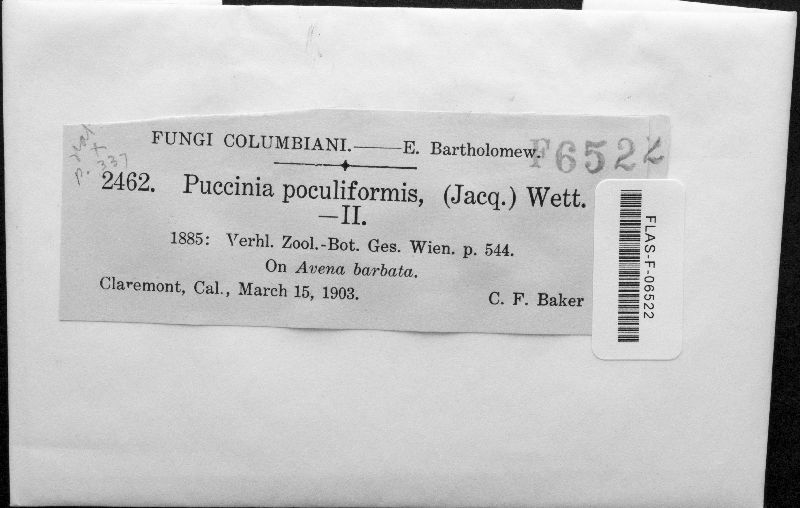 FUNGI COLUMBIANI.——E. Bartholomew.
F6522
p. 337
2462. Puccinia poculiformis, (Jacq.) Wett.
—II.
1885: Verhl. Zool.-Bot. Ges. Wien. p. 544.
On Avena barbata.
Claremont, Cal., March 15, 1903. C. F. Baker
FLAS-F-06522